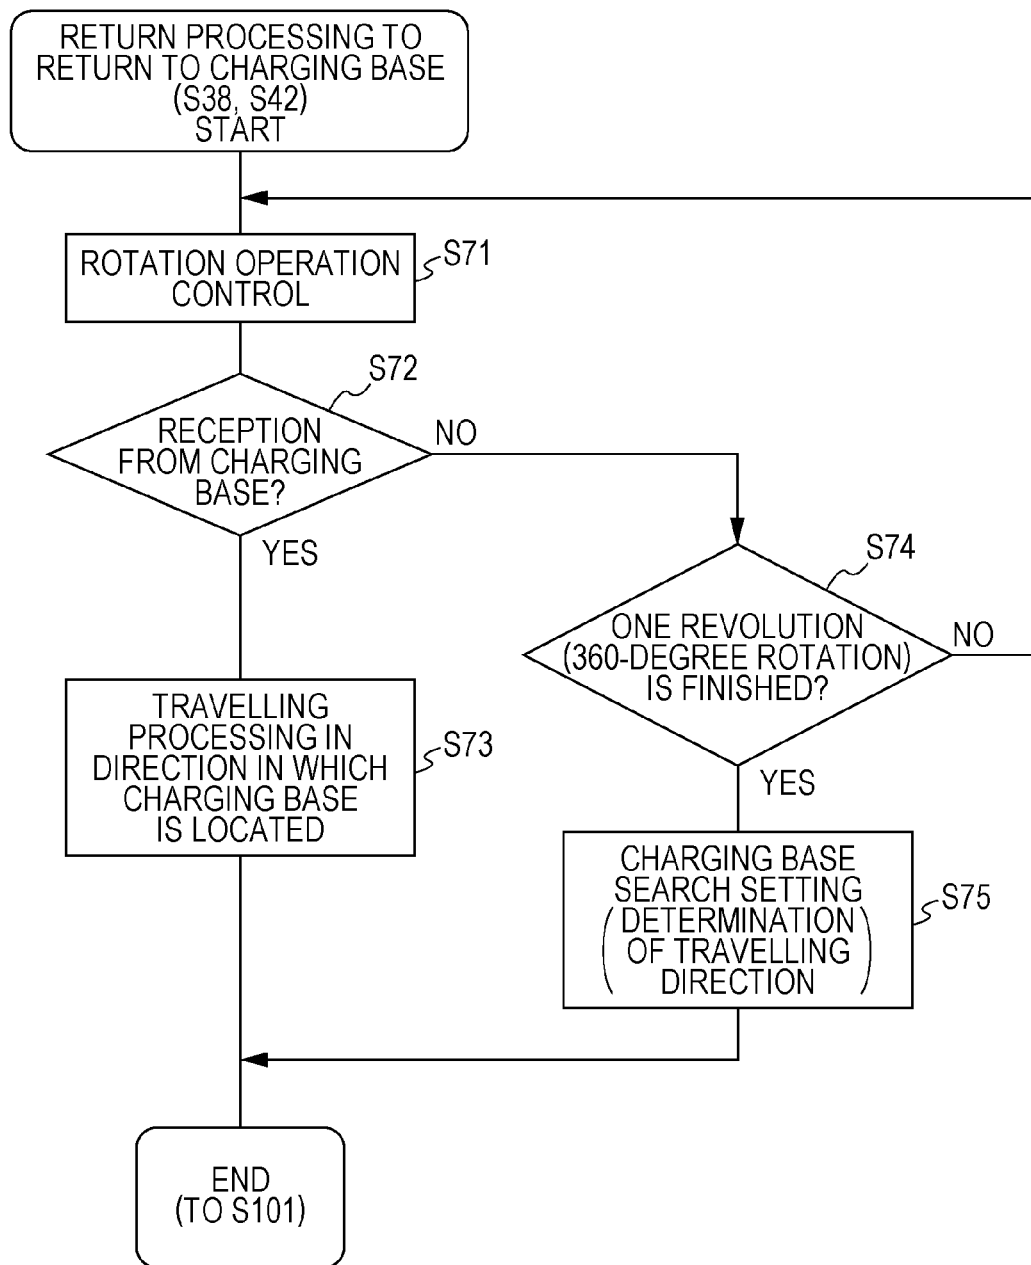 RETURN PROCESSING TO
RETURN TO CHARGING BASE
(S38, S42)
START
ROTATION OPERATION
CONTROL
S71
S72
RECEPTION
FROM CHARGING
BASE?
NO
YES
S74
ONE REVOLUTION
(360-DEGREE ROTATION)
IS FINISHED?
NO
YES
TRAVELLING
PROCESSING IN
DIRECTION IN WHICH
CHARGING BASE
IS LOCATED
S73
CHARGING BASE
SEARCH SETTING
(DETERMINATION
OF TRAVELLING
DIRECTION)
S75
END
(TO S101)